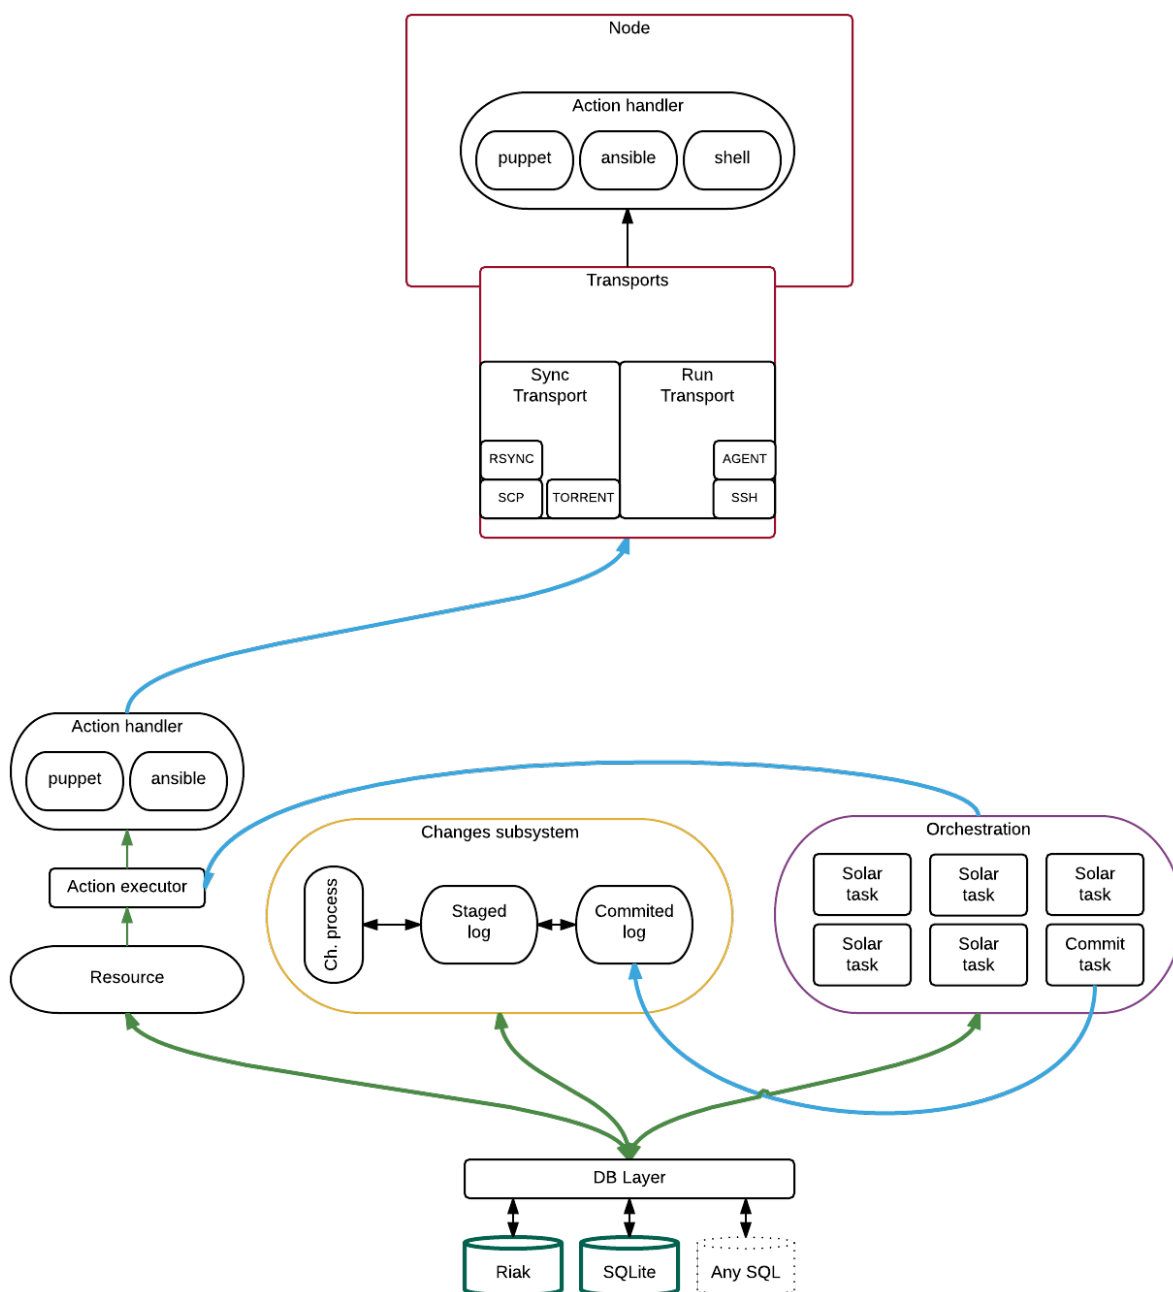 Node
Action handler
puppet
ansible
shell
Transports
Sync
Transport
Run
Transport
RSYNC
AGENT
SCP
TORRENT
SSH
Action handler
puppet
ansible
Action executor
Resource
Changes subsystem
Ch. process
Staged
log
Commited
log
Orchestration
Solar
task
Solar
task
Solar
task
Solar
task
Solar
task
Commit
task
DB Layer
Riak
SQLite
Any SQL